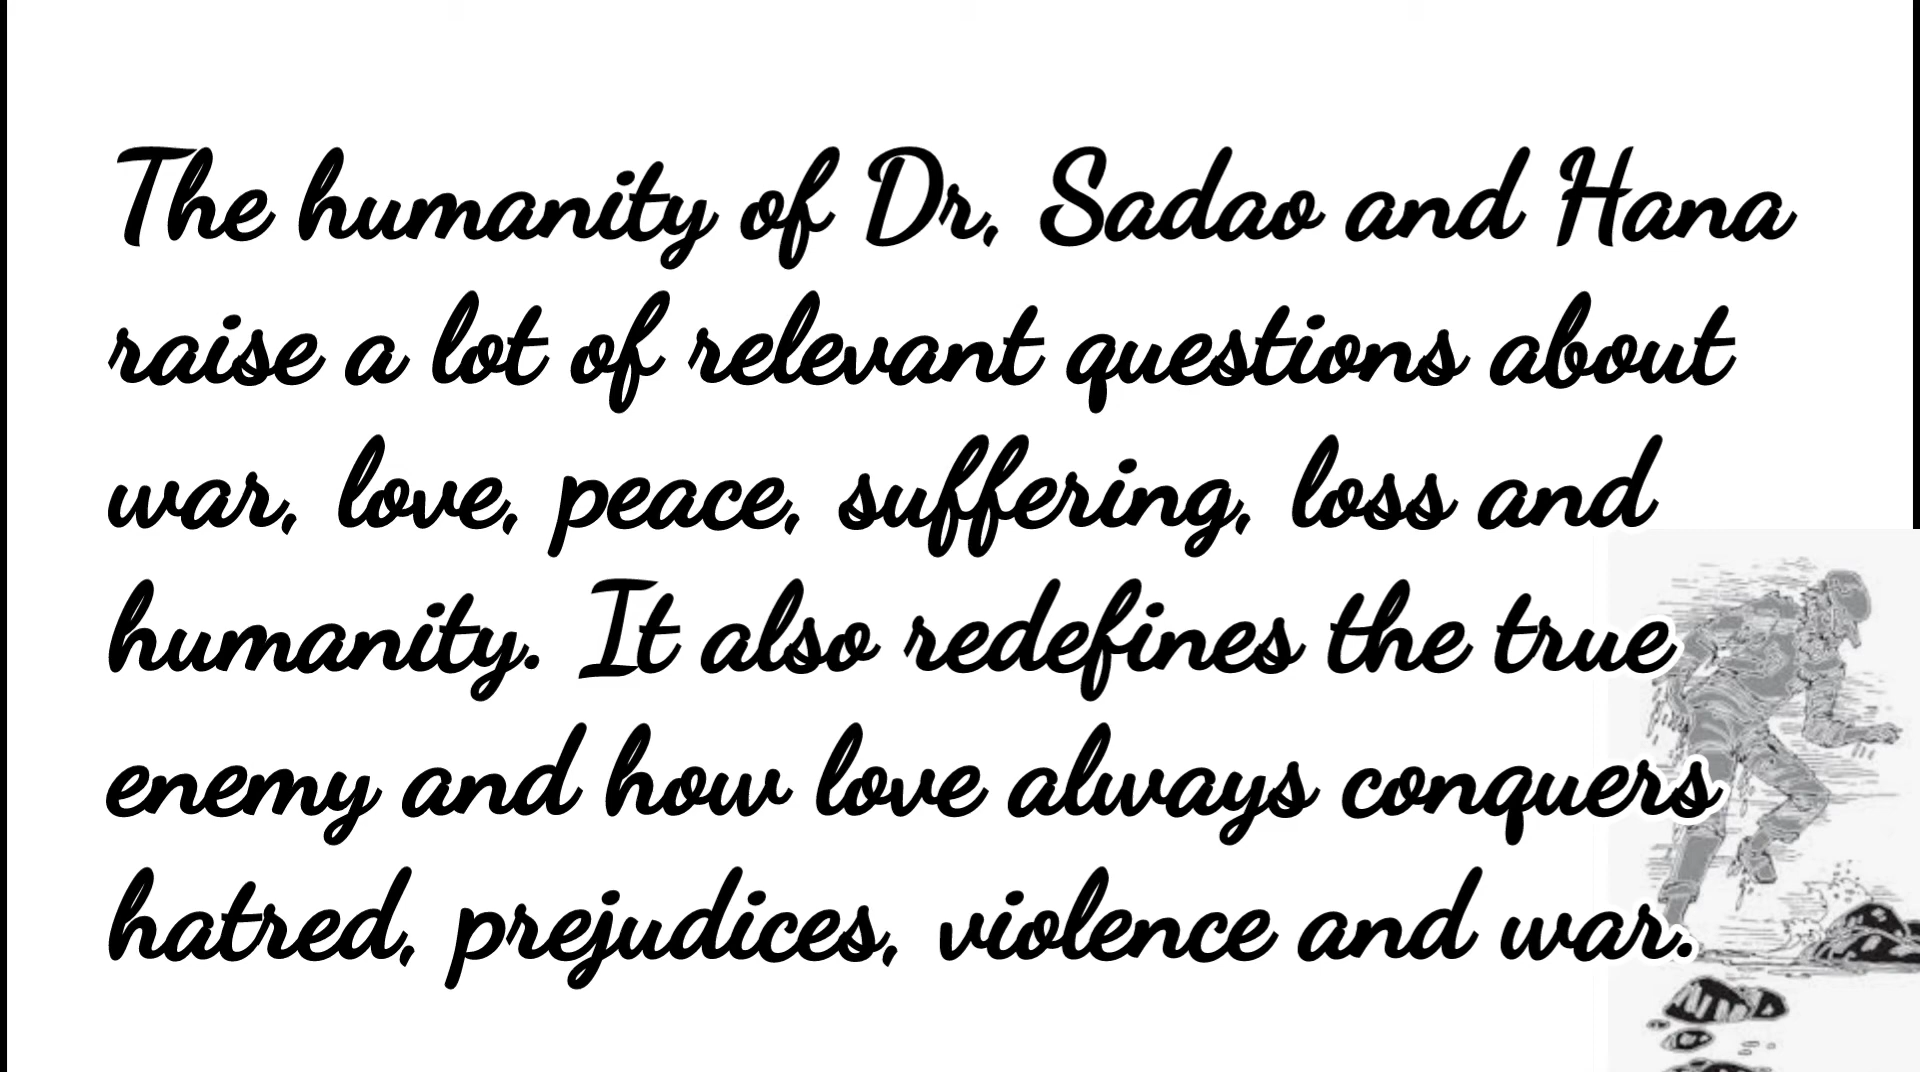 The humanity of Dr, Sadao and Hana
raise a lot of relevant questions about
war, love, peace, suffering, loss and
humanity. It also redefines the true
enemy and how love always conquers
hatred, prejudices, violence and war.